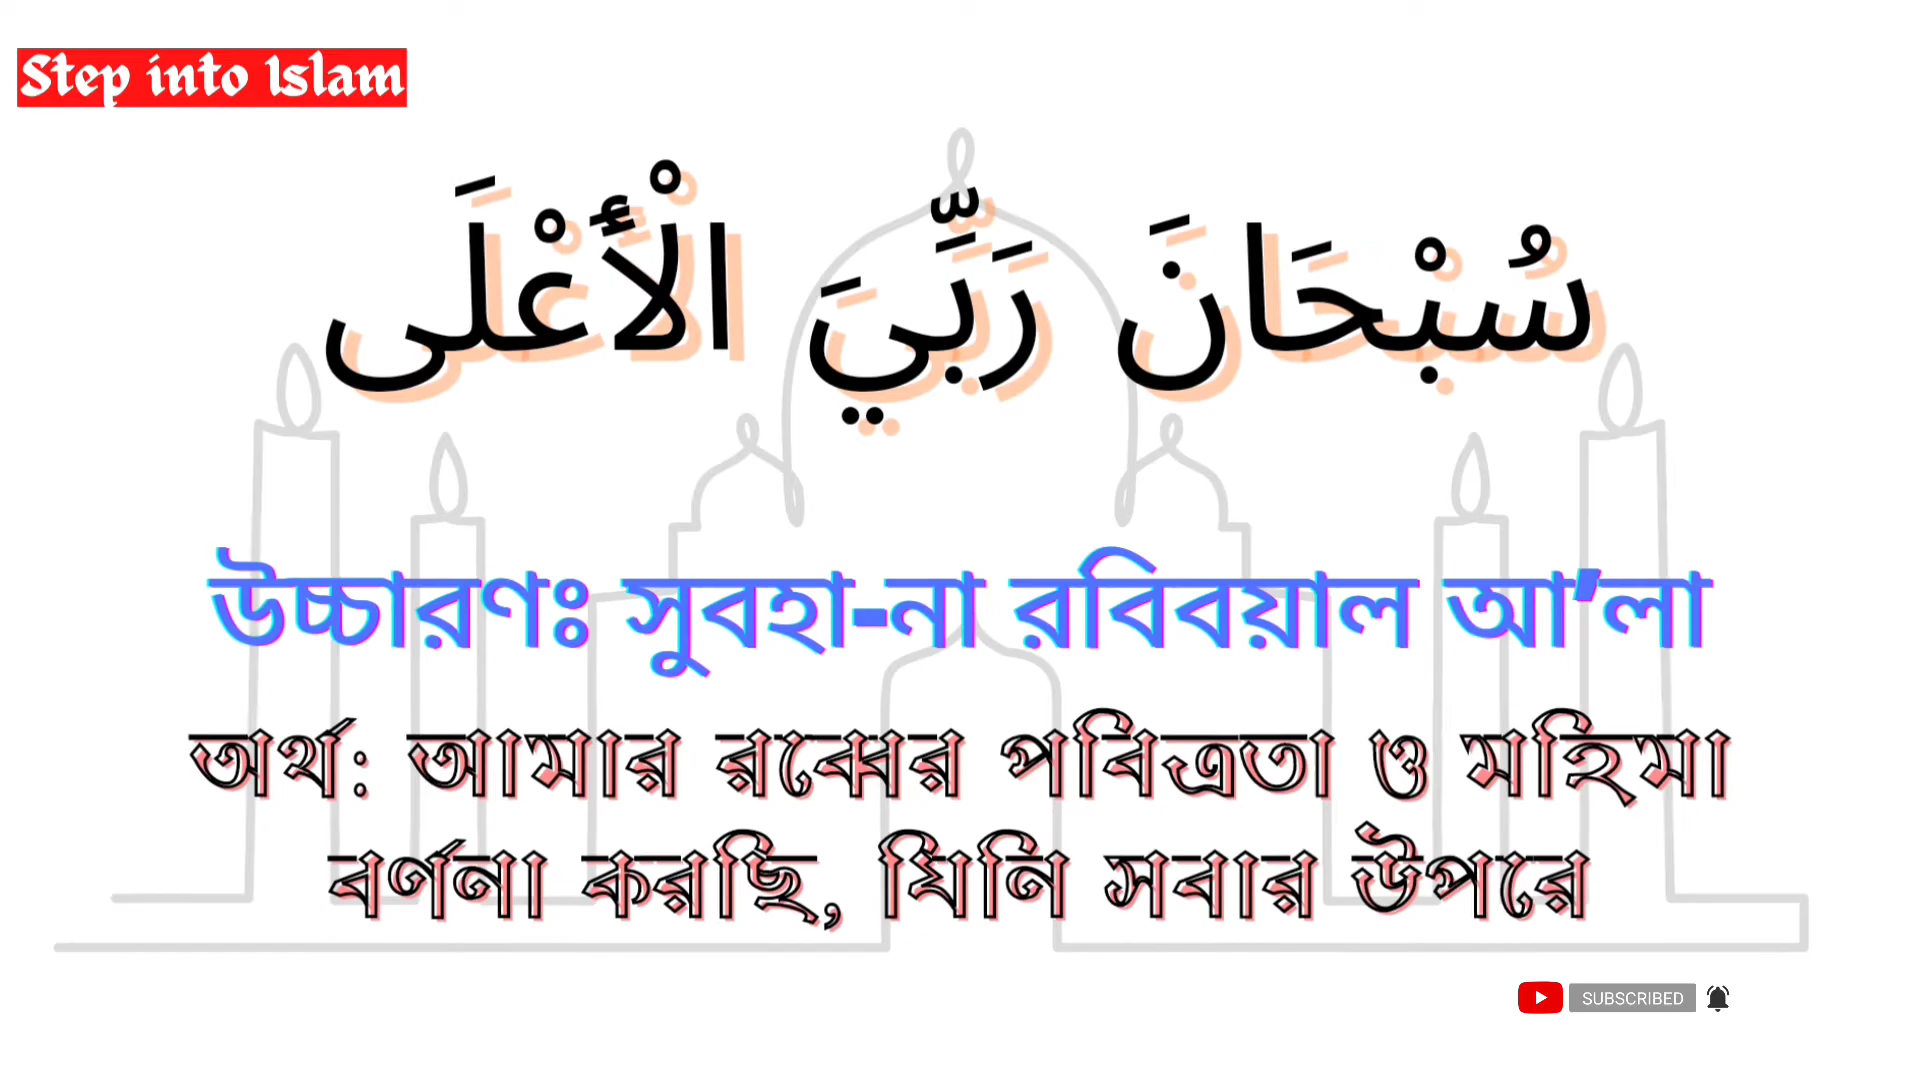 Step into Islam
سُبْحَانَ رَبِّيَ الْأَعْلَى
উচ্চারণঃ সুবহা-না রবিবয়াল আ’লা
অর্থ: আমার রব্বের পবিত্রতা ও মহিমা
বর্ণনা করছি, যিনি সবার উপরে
SUBSCRIBED